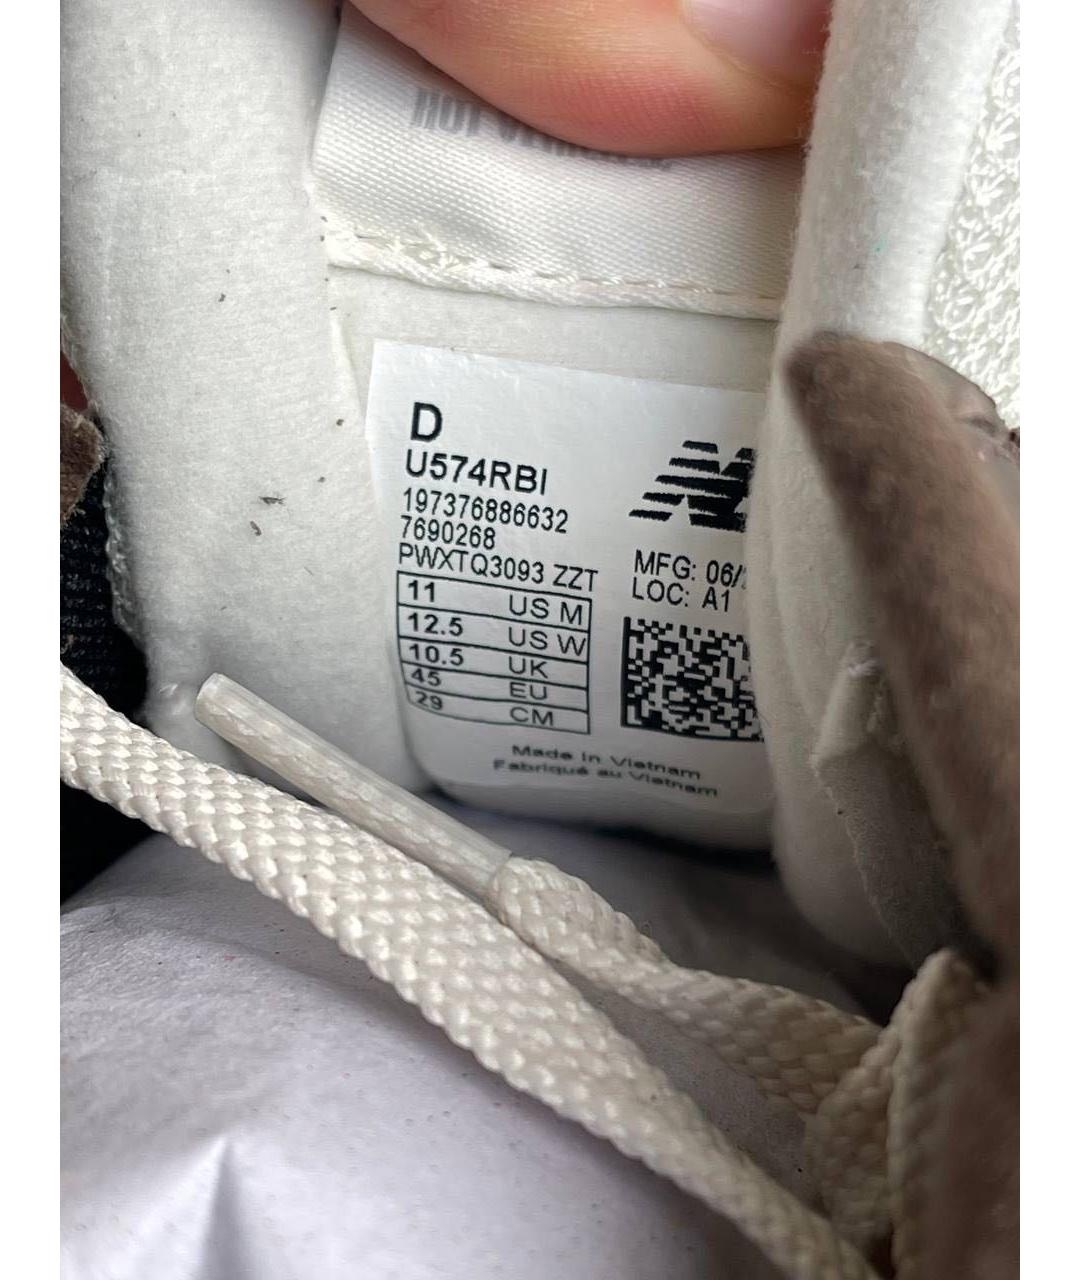 D
U574RBI
197376886632
7690268
PWXTQ3093 ZZT
11 US M
12.5 US W
10.5 UK
45 EU
29 CM
MFG: 06/
LOC: A1
Made in Vietnam
Fabriqué au Vietnam